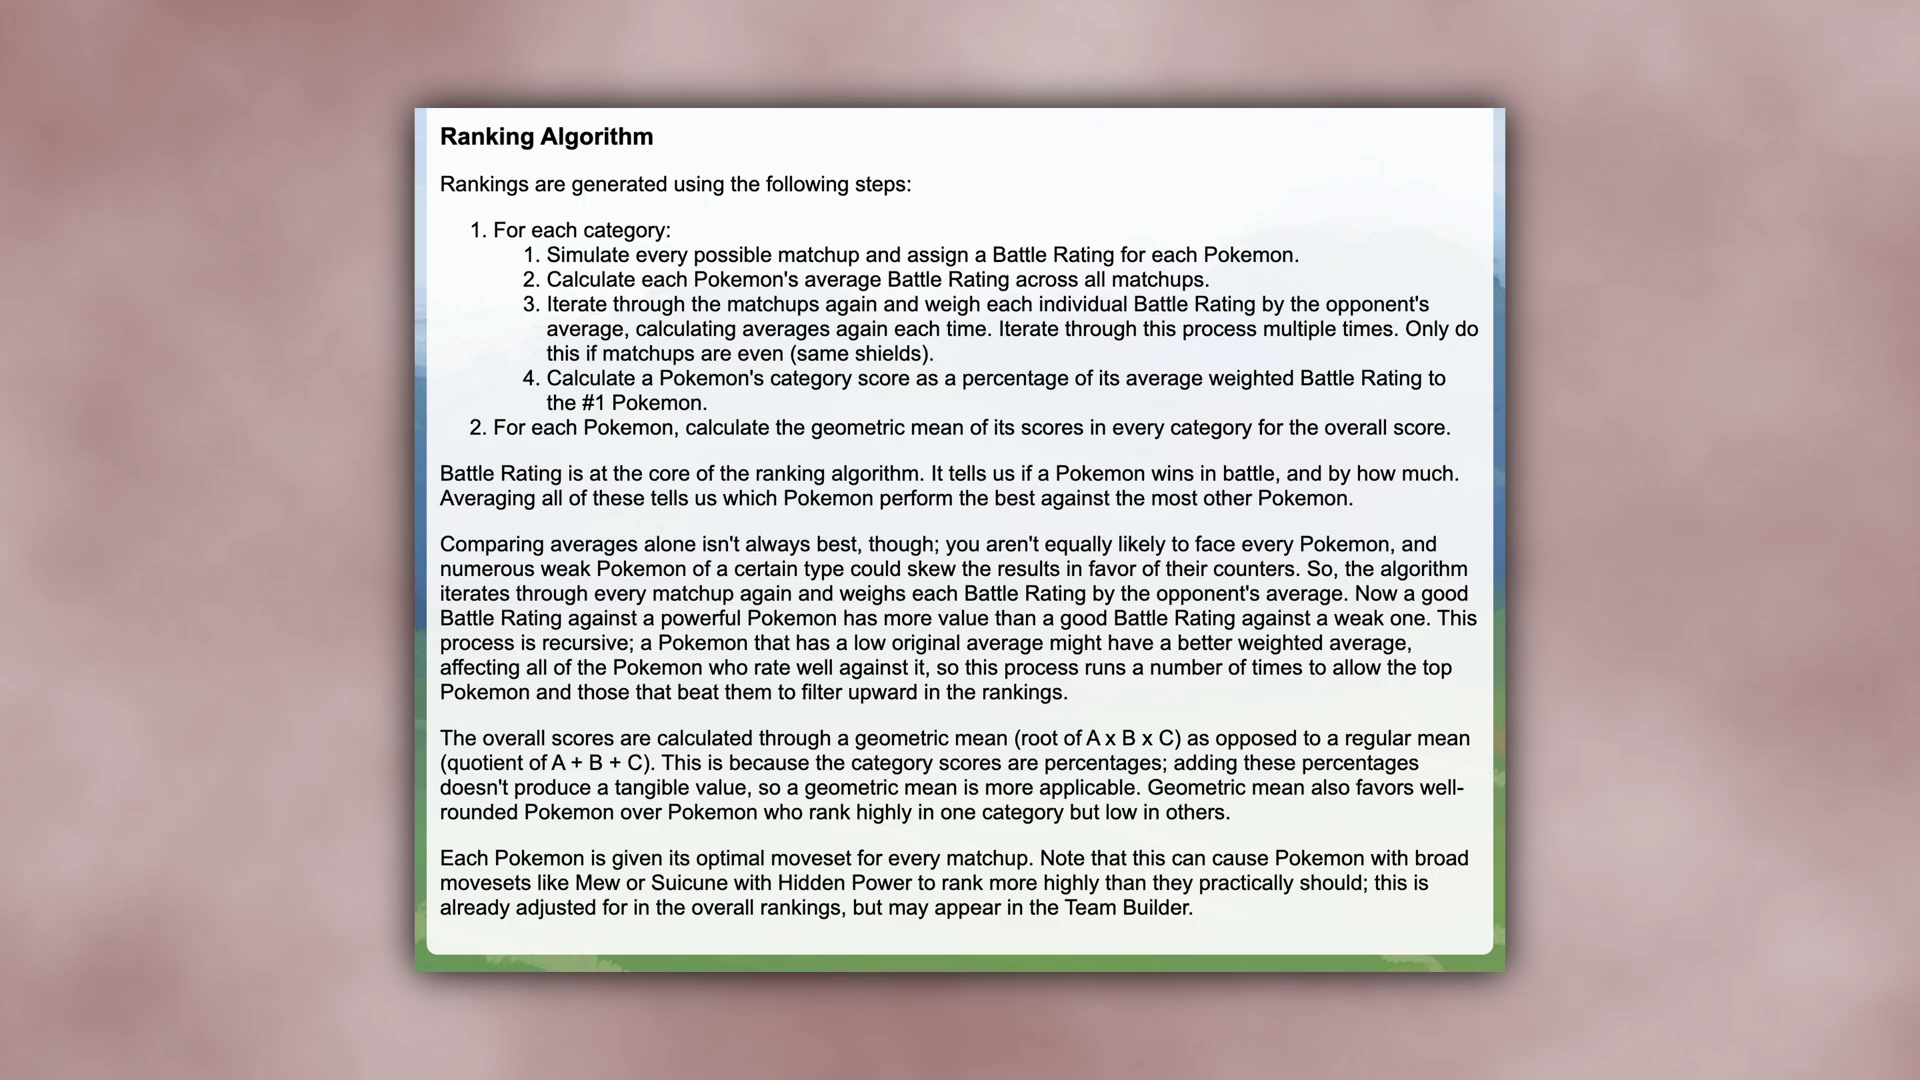 Ranking Algorithm
Rankings are generated using the following steps:
1. For each category:
1. Simulate every possible matchup and assign a Battle Rating for each Pokemon.
2. Calculate each Pokemon's average Battle Rating across all matchups.
3. Iterate through the matchups again and weigh each individual Battle Rating by the opponent's
average, calculating averages again each time. Iterate through this process multiple times. Only do
this if matchups are even (same shields).
4. Calculate a Pokemon's category score as a percentage of its average weighted Battle Rating to
the #1 Pokemon.
2. For each Pokemon, calculate the geometric mean of its scores in every category for the overall score.
Battle Rating is at the core of the ranking algorithm. It tells us if a Pokemon wins in battle, and by how much.
Averaging all of these tells us which Pokemon perform the best against the most other Pokemon.
Comparing averages alone isn't always best, though; you aren't equally likely to face every Pokemon, and
numerous weak Pokemon of a certain type could skew the results in favor of their counters. So, the algorithm
iterates through every matchup again and weighs each Battle Rating by the opponent's average. Now a good
Battle Rating against a powerful Pokemon has more value than a good Battle Rating against a weak one. This
process is recursive; a Pokemon that has a low original average might have a better weighted average,
affecting all of the Pokemon who rate well against it, so this process runs a number of times to allow the top
Pokemon and those that beat them to filter upward in the rankings.
The overall scores are calculated through a geometric mean (root of A x B x C) as opposed to a regular mean
(quotient of A + B + C). This is because the category scores are percentages; adding these percentages
doesn't produce a tangible value, so a geometric mean is more applicable. Geometric mean also favors well-
rounded Pokemon over Pokemon who rank highly in one category but low in others.
Each Pokemon is given its optimal moveset for every matchup. Note that this can cause Pokemon with broad
movesets like Mew or Suicune with Hidden Power to rank more highly than they practically should; this is
already adjusted for in the overall rankings, but may appear in the Team Builder.